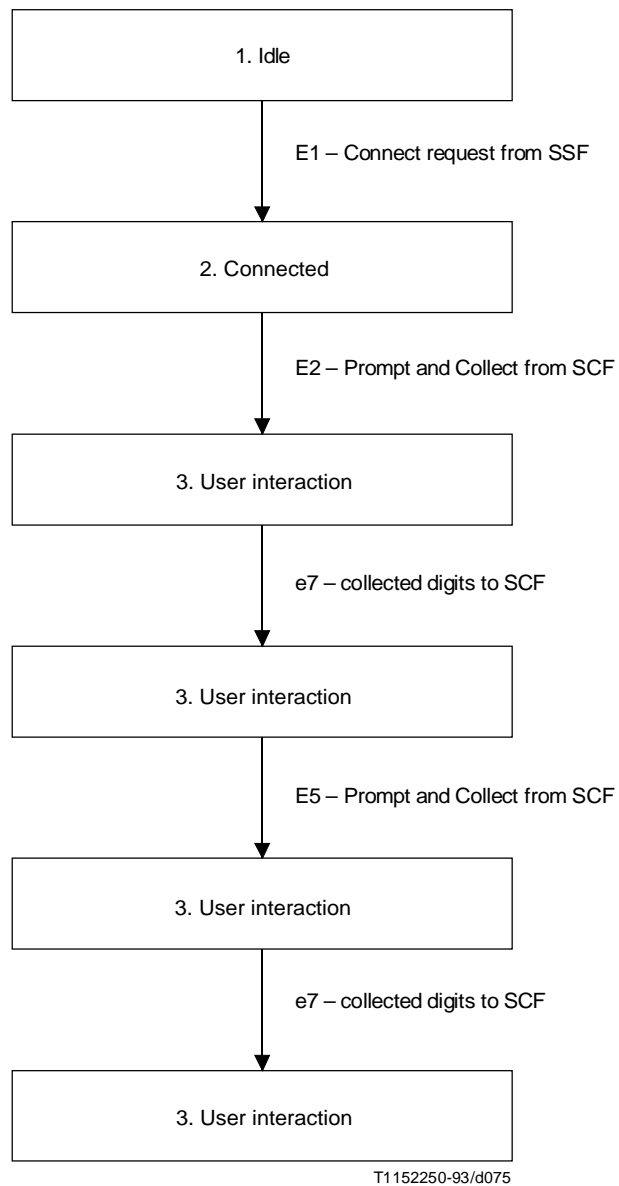 1. Idle
E1 – Connect request from SSF
2. Connected
E2 – Prompt and Collect from SCF
3. User interaction
e7 – collected digits to SCF
3. User interaction
E5 – Prompt and Collect from SCF
3. User interaction
e7 – collected digits to SCF
3. User interaction
T1152250-93/d075